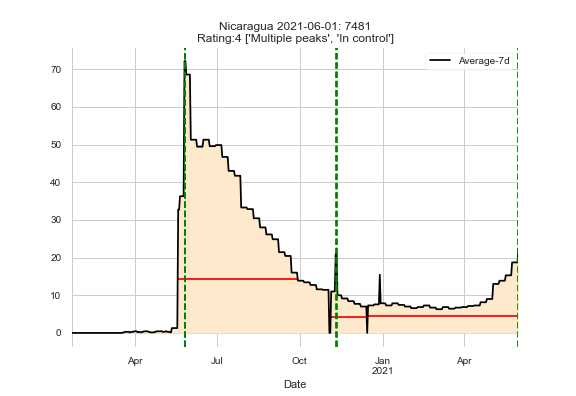 Nicaragua 2021-06-01: 7481
Rating:4 ['Multiple peaks', 'In control']
Average-7d
70
60
50
40
30
20
10
0
Apr
Jul
Oct
Jan
2021
Apr
Date